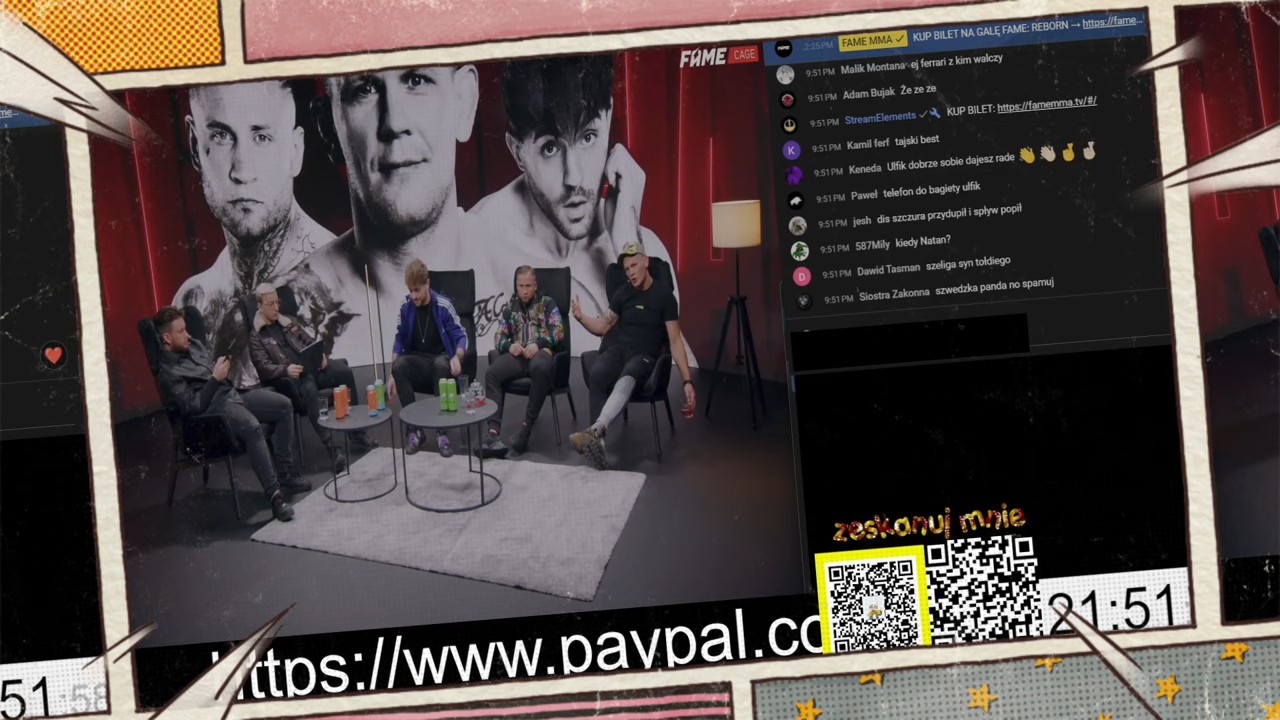 FAME CAGE
2:25PM FAME MMA ✓ KUP BILET NA GALĘ FAME: REBORN → https://fame...
9:51 PM Malik Montana ej ferrari z kim walczy
9:51 PM Adam Bujak Że ze ze
9:51 PM StreamElements ✓ KUP BILET: https://famemma.tv/#/
K 9:51 PM Kamil ferf tajski best
9:51 PM Keneda Ulfik dobrze sobie dajesz rade
9:51 PM Paweł telefon do bagiety ulfik
9:51 PM jesh dis szczura przydupił i spływ popił
9:51 PM 587Mily kiedy Natan?
D 9:51 PM Dawid Tasman szeliga syn tołdiego
9:51 PM Siostra Zakonna szwedzka panda no spamuj
zeskanuj mnie
https://www.paypal.co
21:51
51:58